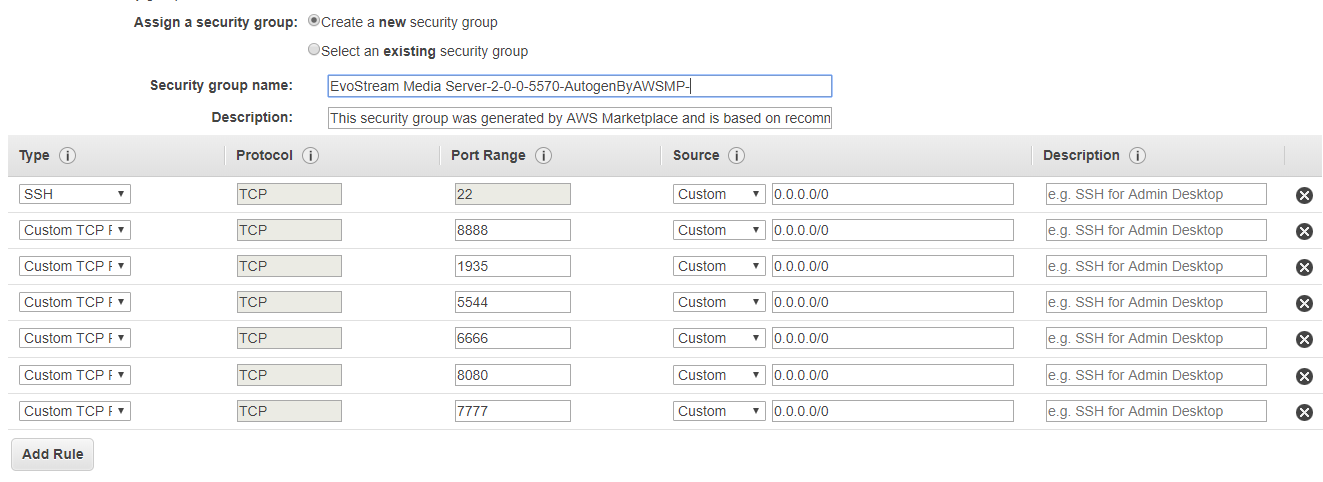 Assign a security group: Create a new security group
Select an existing security group
Security group name: EvoStream Media Server-2-0-0-5570-AutogenByAWSMP-
Description: This security group was generated by AWS Marketplace and is based on recomn
Type i Protocol i Port Range i Source i Description i
SSH TCP 22 Custom 0.0.0.0/0 e.g. SSH for Admin Desktop
Custom TCP F TCP 8888 Custom 0.0.0.0/0 e.g. SSH for Admin Desktop
Custom TCP F TCP 1935 Custom 0.0.0.0/0 e.g. SSH for Admin Desktop
Custom TCP F TCP 5544 Custom 0.0.0.0/0 e.g. SSH for Admin Desktop
Custom TCP F TCP 6666 Custom 0.0.0.0/0 e.g. SSH for Admin Desktop
Custom TCP F TCP 8080 Custom 0.0.0.0/0 e.g. SSH for Admin Desktop
Custom TCP F TCP 7777 Custom 0.0.0.0/0 e.g. SSH for Admin Desktop
Add Rule